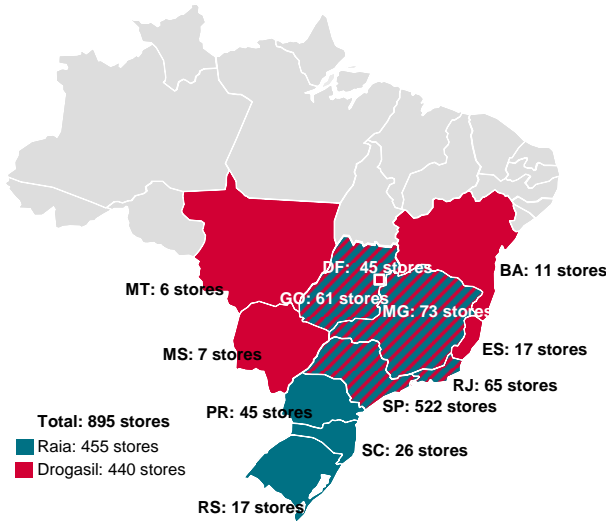 DF: 45 stores
BA: 11 stores
MT: 6 stores
GO: 61 stores
MG: 73 stores
ES: 17 stores
MS: 7 stores
RJ: 65 stores
SP: 522 stores
PR: 45 stores
Total: 895 stores
Raia: 455 stores
SC: 26 stores
Drogasil: 440 stores
RS: 17 stores